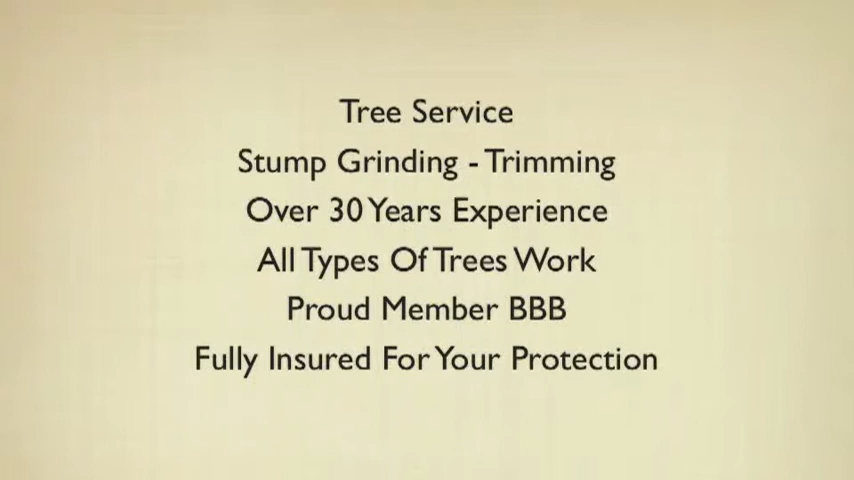 Tree Service
Stump Grinding - Trimming
Over 30 Years Experience
All Types Of Trees Work
Proud Member BBB
Fully Insured For Your Protection